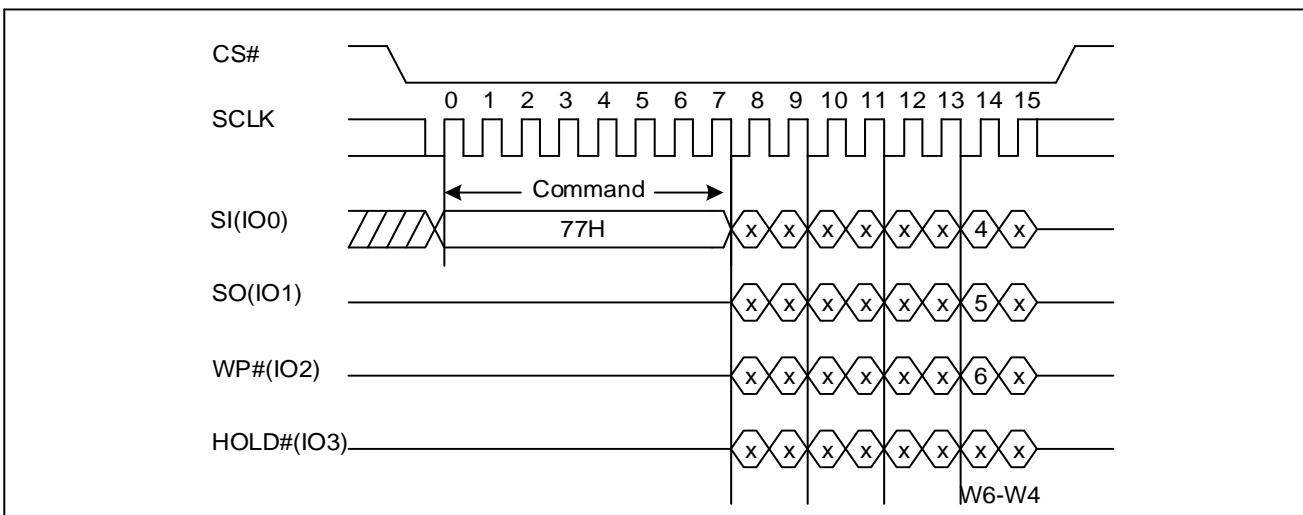 CS#
0 1 2 3 4 5 6 7 8 9 10 11 12 13 14 15
SCLK
Command
SI(IO0) 77H x x x x x x 4 x
SO(IO1) x x x x x x 5 x
WP#(IO2) x x x x x x 6 x
HOLD#(IO3) x x x x x x x x
W6-W4